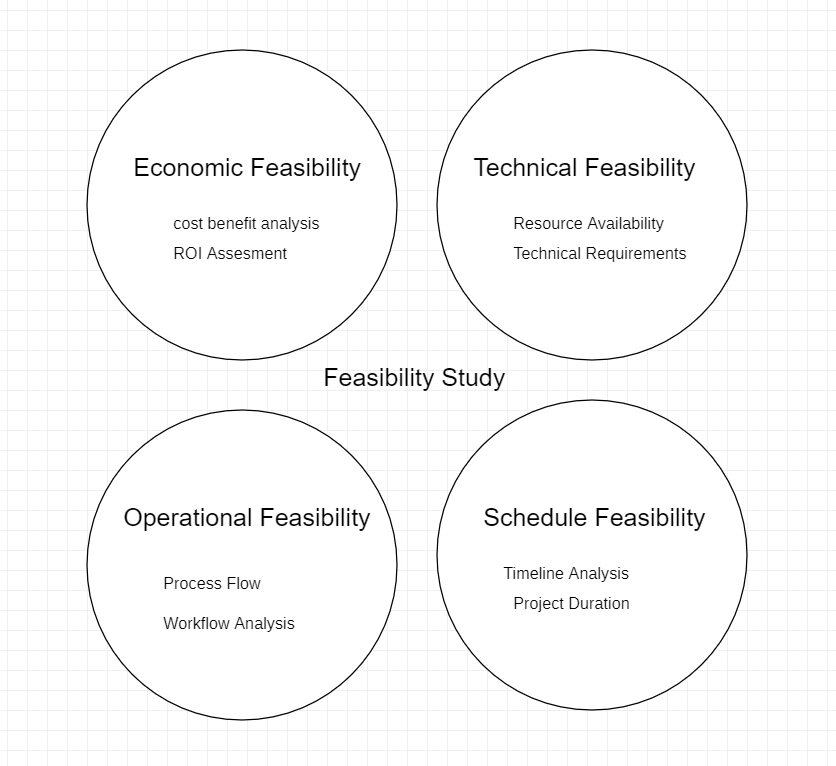 Economic Feasibility
cost benefit analysis
ROI Assesment
Technical Feasibility
Resource Availability
Technical Requirements
Feasibility Study
Operational Feasibility
Process Flow
Workflow Analysis
Schedule Feasibility
Timeline Analysis
Project Duration